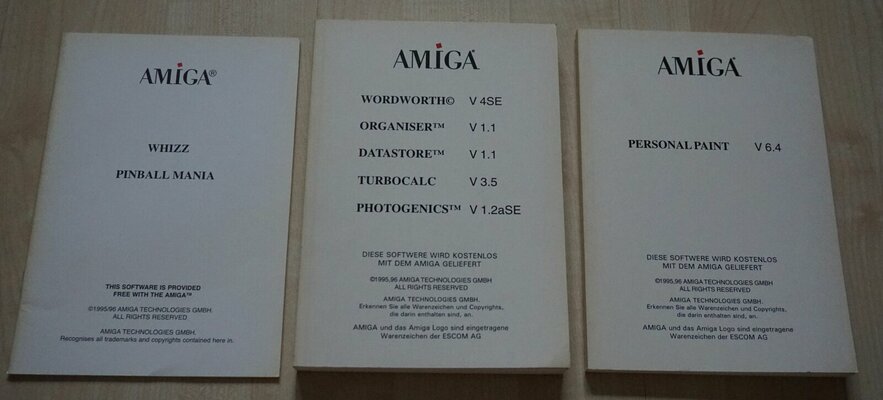 AMIGA®
WHIZZ
PINBALL MANIA
THIS SOFTWARE IS PROVIDED
FREE WITH THE AMIGA™
©1995/96 AMIGA TECHNOLOGIES GMBH.
ALL RIGHTS RESERVED
AMIGA TECHNOLOGIES GMBH.
Recognises all trademarks and copyrights contained here in.
AMIGA
WORDWORTH© V 4SE
ORGANISER™ V 1.1
DATASTORE™ V 1.1
TURBOCALC V 3.5
PHOTOGENICS™ V 1.2aSE
DIESE SOFTWERE WIRD KOSTENLOS
MIT DEM AMIGA GELIEFERT
©1995,96 AMIGA TECHNOLOGIES GMBH
ALL RIGHTS RESERVED
AMIGA TECHNOLOGIES GMBH.
Erkennen Sie alle Warenzeichen und Copyrights,
die darin enthalten sind, an.
AMIGA und das Amiga Logo sind eingetragene
Warenzeichen der ESCOM AG
AMIGA
PERSONAL PAINT V 6.4
DIESE SOFTWERE WIRD KOSTENLOS
MIT DEM AMIGA GELIEFERT
©1995,96 AMIGA TECHNOLOGIES GMBH
ALL RIGHTS RESERVED
AMIGA TECHNOLOGIES GMBH.
Erkennen Sie alle Warenzeichen und Copyrights,
die darin enthalten sind, an.
AMIGA und das Amiga Logo sind eingetragene
Warenzeichen der ESCOM AG